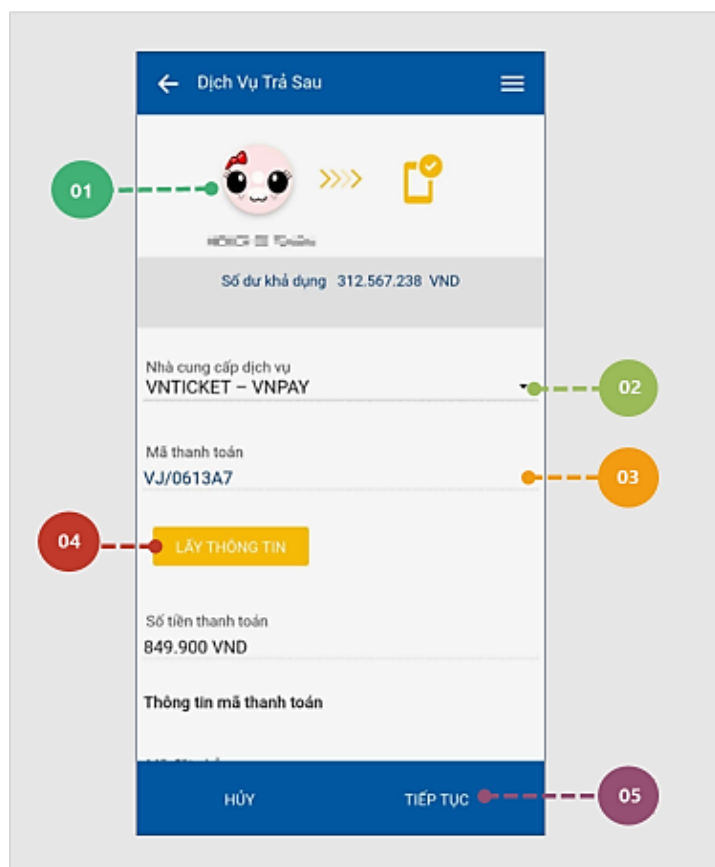 Dịch Vụ Trả Sau
01
Số dư khả dụng 312.567.238 VND
Nhà cung cấp dịch vụ
VNTICKET – VNPAY
02
Mã thanh toán
VJ/0613A7
03
04
LẤY THÔNG TIN
Số tiền thanh toán
849.900 VND
Thông tin mã thanh toán
HỦY
TIẾP TỤC
05